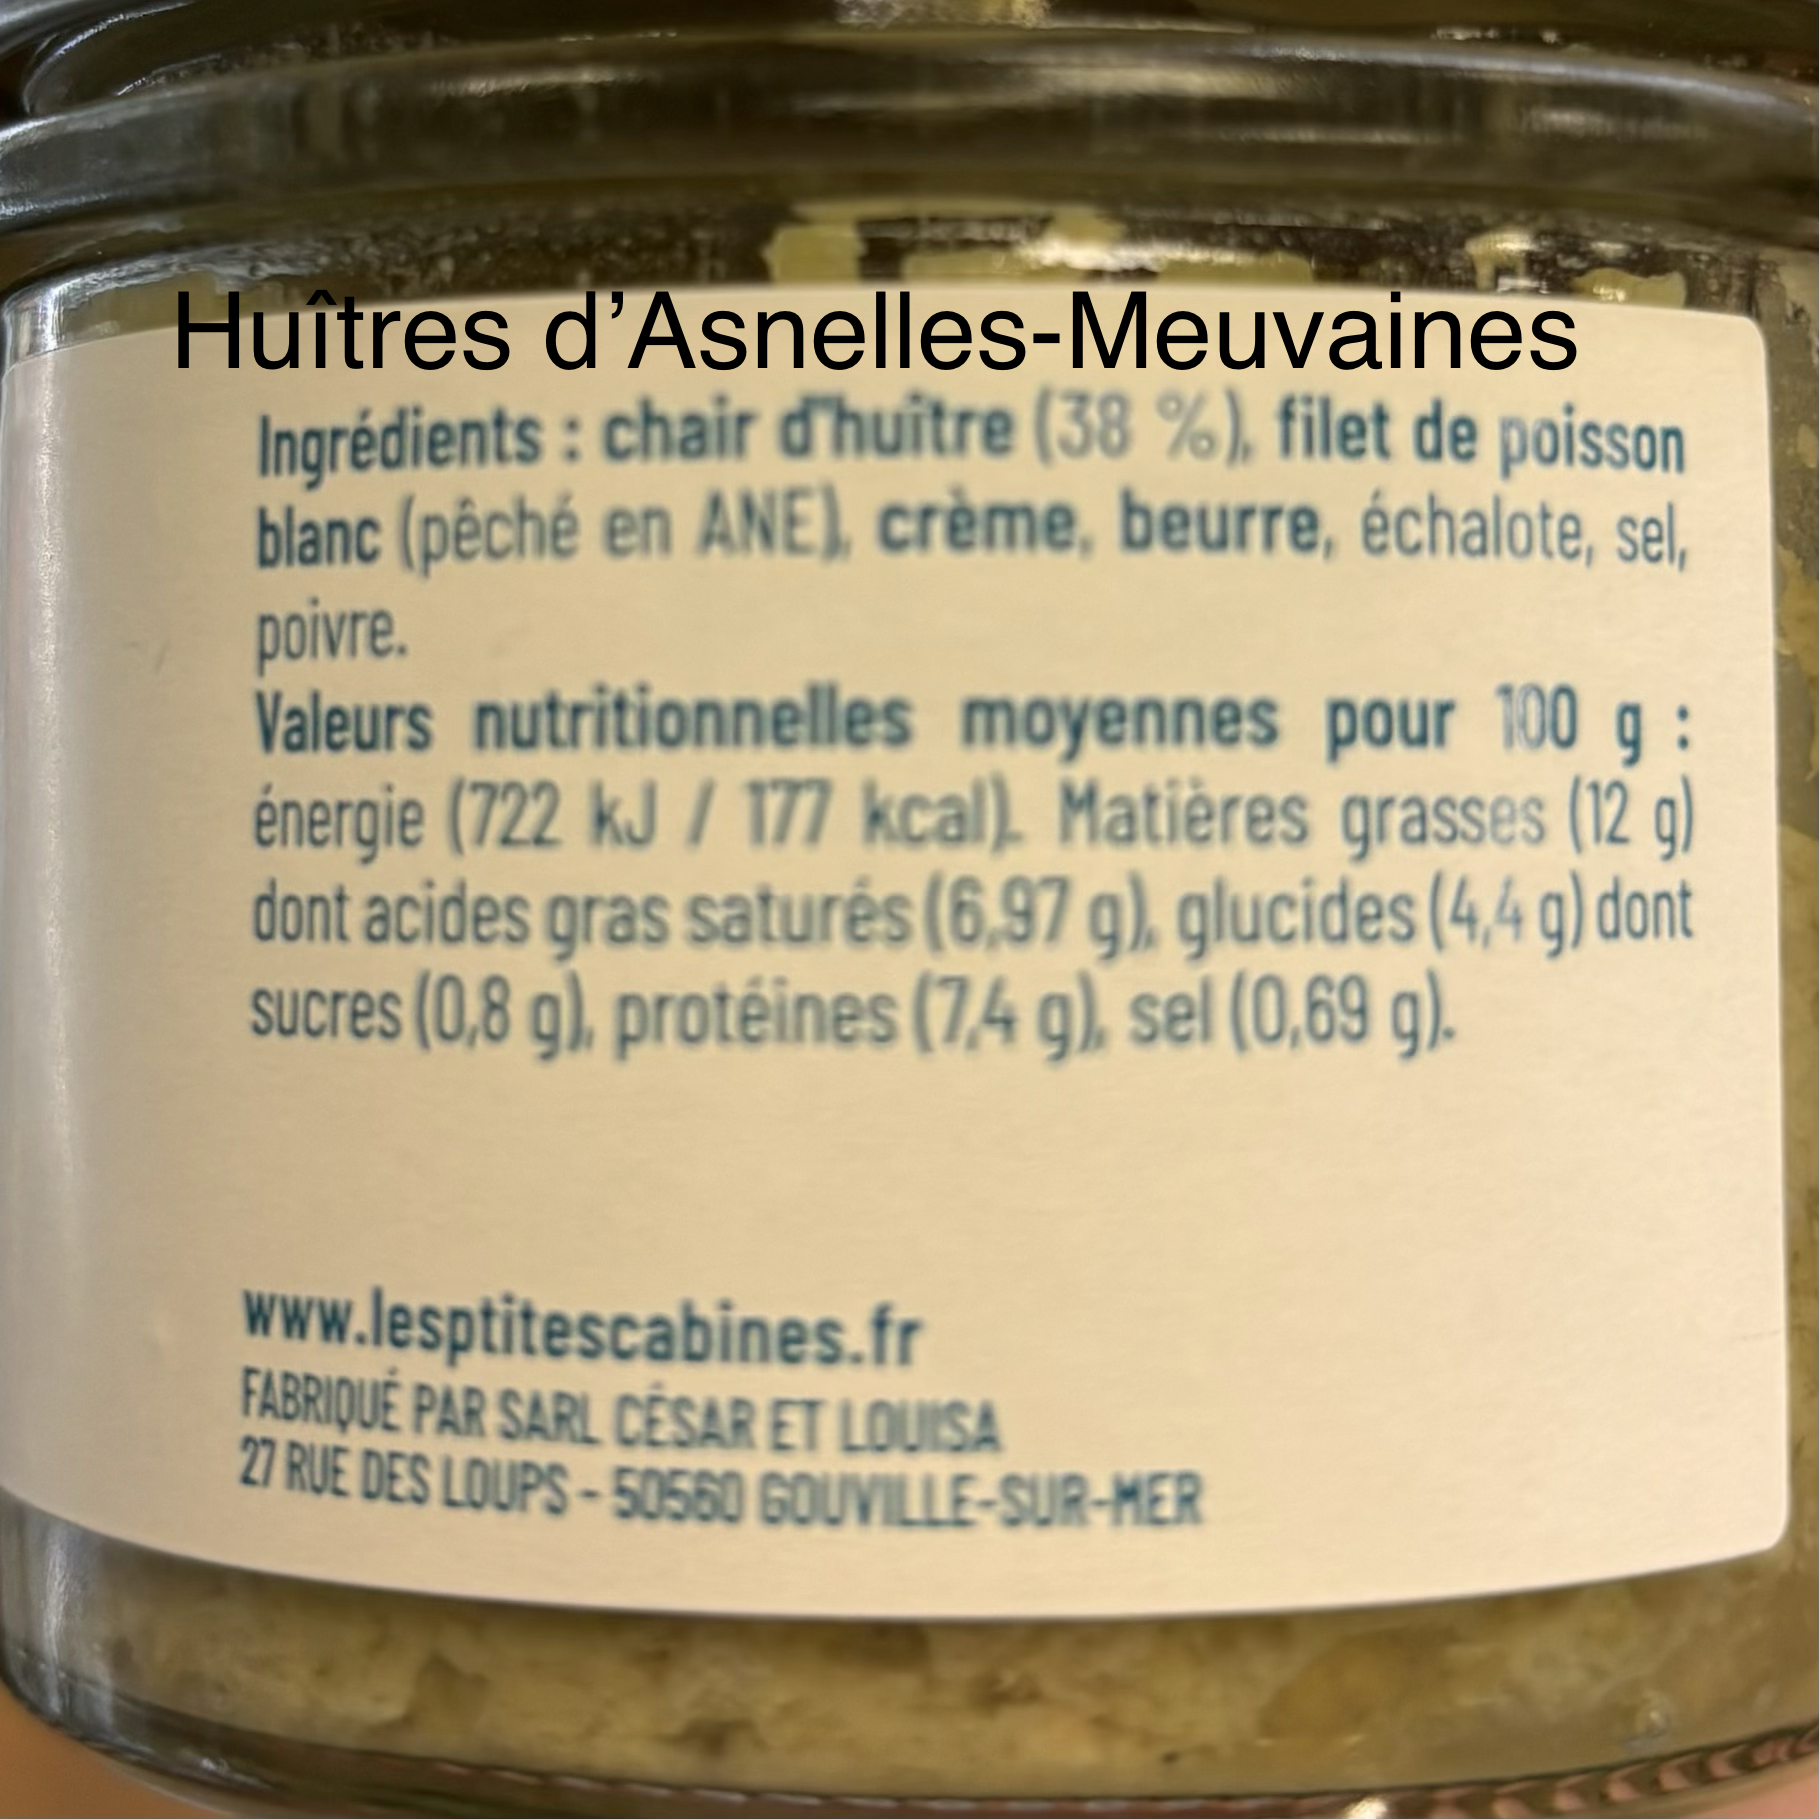 Huîtres d’Asnelles-Meuvaines
Ingrédients : chair d'huître (38 %), filet de poisson
blanc (pêché en ANE), crème, beurre, échalote, sel,
poivre.
Valeurs nutritionnelles moyennes pour 100 g :
énergie (722 kJ / 177 kcal). Matières grasses (12 g)
dont acides gras saturés (6,97 g), glucides (4,4 g) dont
sucres (0,8 g), protéines (7,4 g), sel (0,69 g).
www.lesptitescabines.fr
FABRIQUÉ PAR SARL CÉSAR ET LOUISA
27 RUE DES LOUPS - 50560 GOUVILLE-SUR-MER